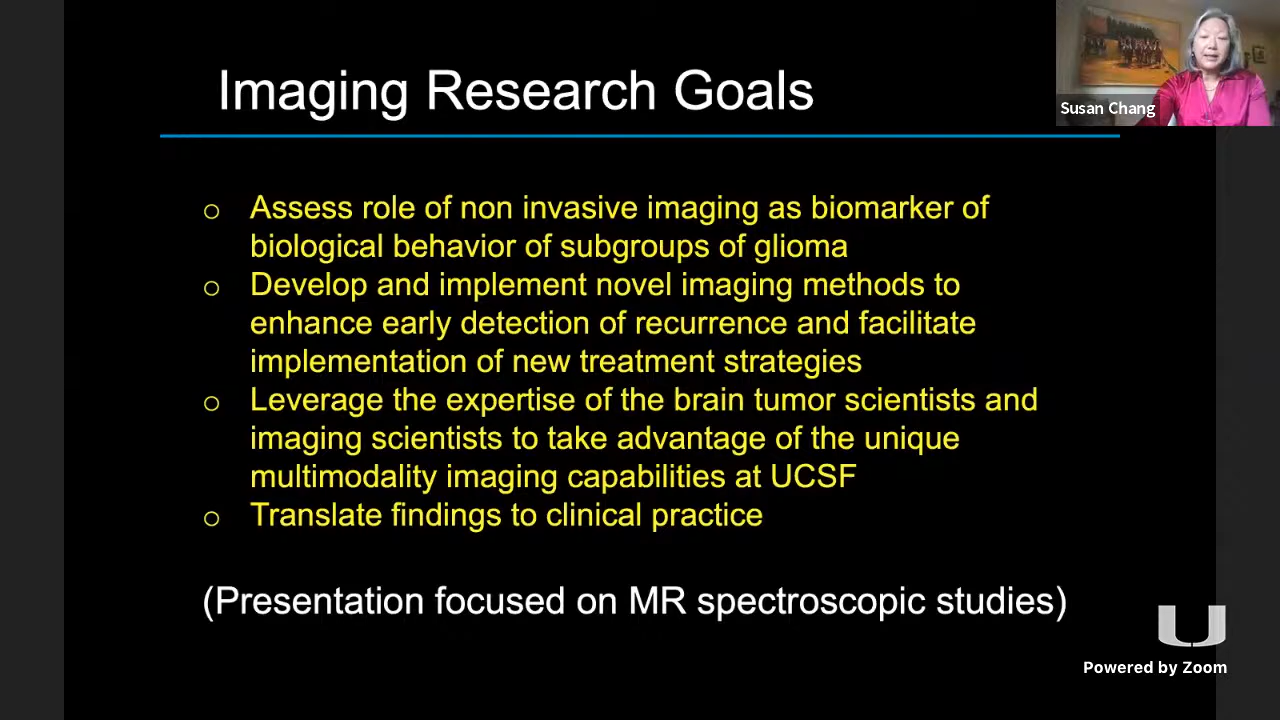 Imaging Research Goals
Susan Chang
o Assess role of non invasive imaging as biomarker of
biological behavior of subgroups of glioma
o Develop and implement novel imaging methods to
enhance early detection of recurrence and facilitate
implementation of new treatment strategies
o Leverage the expertise of the brain tumor scientists and
imaging scientists to take advantage of the unique
multimodality imaging capabilities at UCSF
o Translate findings to clinical practice
(Presentation focused on MR spectroscopic studies)
U
Powered by Zoom